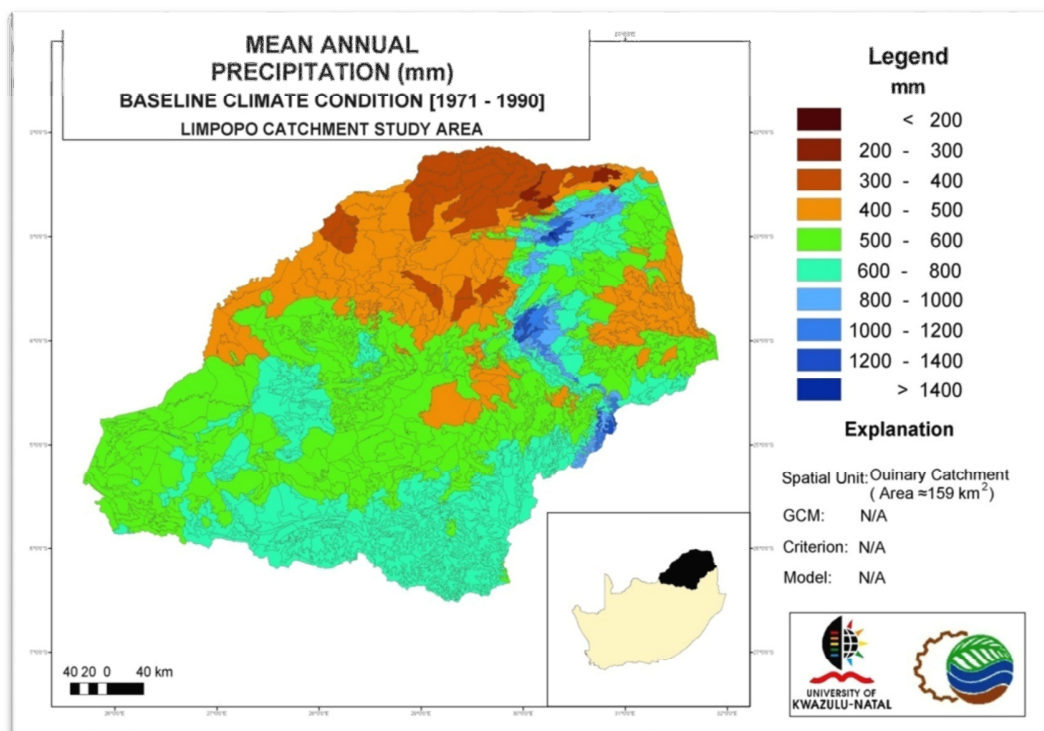 MEAN ANNUAL
PRECIPITATION (mm)
BASELINE CLIMATE CONDITION [1971 - 1990]
LIMPOPO CATCHMENT STUDY AREA
Legend
mm
< 200
200 - 300
300 - 400
400 - 500
500 - 600
600 - 800
800 - 1000
1000 - 1200
1200 - 1400
> 1400
Explanation
Spatial Unit: Quinary Catchment
( Area ≈159 km²)
GCM: N/A
Criterion: N/A
Model: N/A
40 20 0 40 km
UNIVERSITY OF
KWAZULU-NATAL